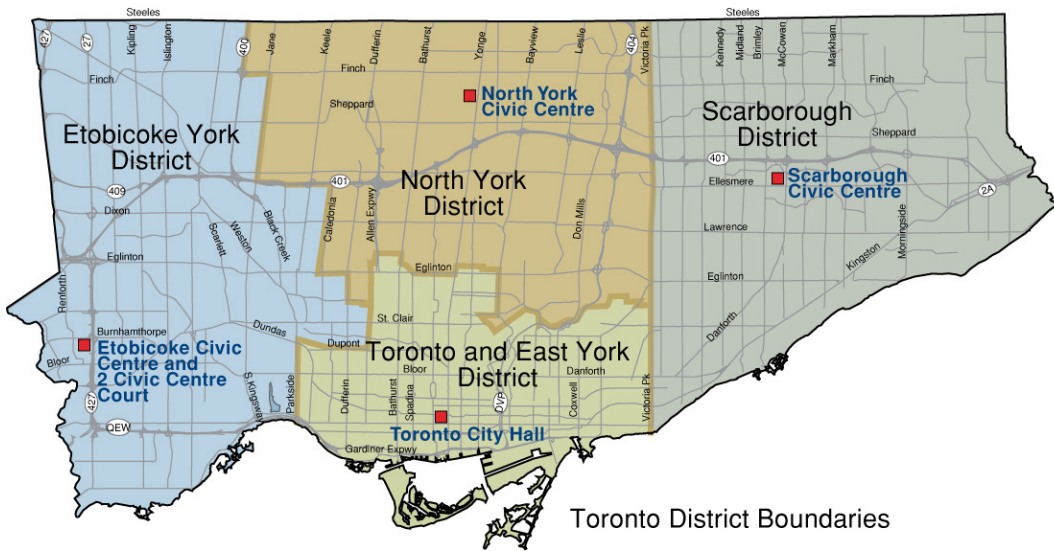 Steeles
Steeles
427
27
Kipling
Islington
400
Jane
Keele
Dufferin
Bathurst
Yonge
Bayview
Leslie
404
Victoria Pk
Kennedy
Midland
Brimley
McCowan
Markham
Finch
Finch
Finch
North York
Civic Centre
Sheppard
Scarborough
District
Sheppard
Etobicoke York
District
401
401
North York
District
Ellesmere
Scarborough
Civic Centre
409
2A
Dixon
Scarlett
Weston
Black Creek
Caledonia
Allen Expwy
Don Mills
Lawrence
Morningside
Kingston
Eglinton
Eglinton
Eglinton
Renforth
Burnhamthorpe
Dundas
St. Clair
Danforth
Bloor
Etobicoke Civic
Centre and
2 Civic Centre
Court
Dupont
Toronto and East York
District
Bloor
Danforth
427
S.Kingsway
Parkside
Dufferin
Bathurst
Spadina
DVP
Coxwell
Victoria Pk
QEW
Toronto City Hall
Gardiner Expwy
Toronto District Boundaries